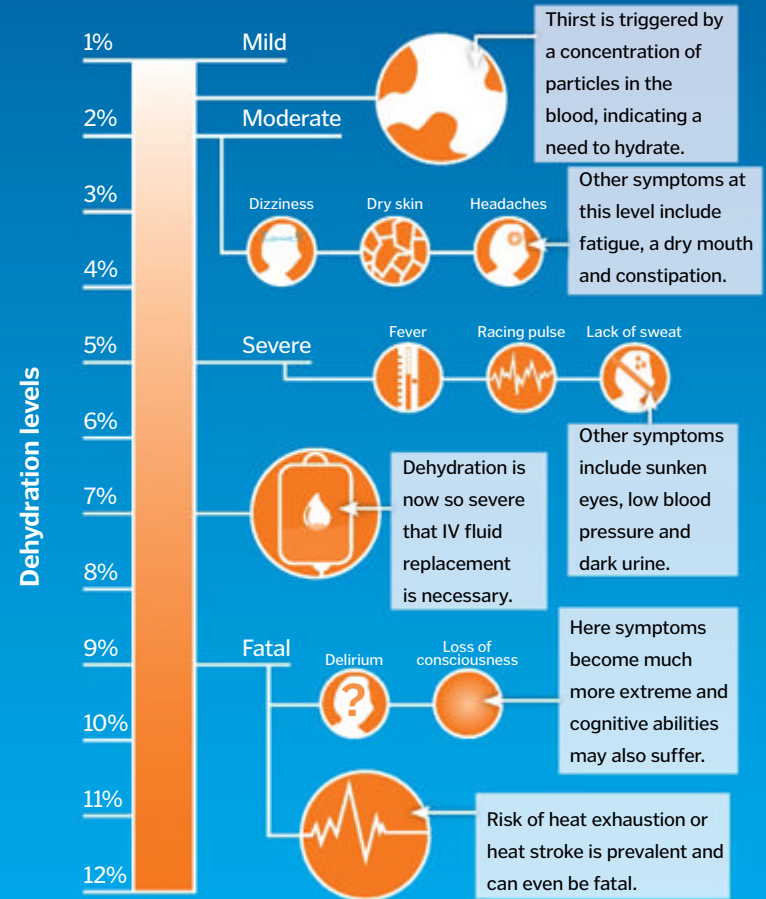 1%
Mild
Thirst is triggered by
a concentration of
particles in the
blood, indicating a
need to hydrate.
2%
Moderate
3%
Dizziness
Dry skin
Headaches
Other symptoms at
this level include
fatigue, a dry mouth
and constipation.
4%
5%
Severe
Fever
Racing pulse
Lack of sweat
Other symptoms
include sunken
eyes, low blood
pressure and
dark urine.
Dehydration levels
6%
7%
Dehydration is
now so severe
that IV fluid
replacement
is necessary.
8%
9%
Fatal
Delirium
Loss of
consciousness
?
Here symptoms
become much
more extreme and
cognitive abilities
may also suffer.
10%
11%
Risk of heat exhaustion or
heat stroke is prevalent and
can even be fatal.
12%